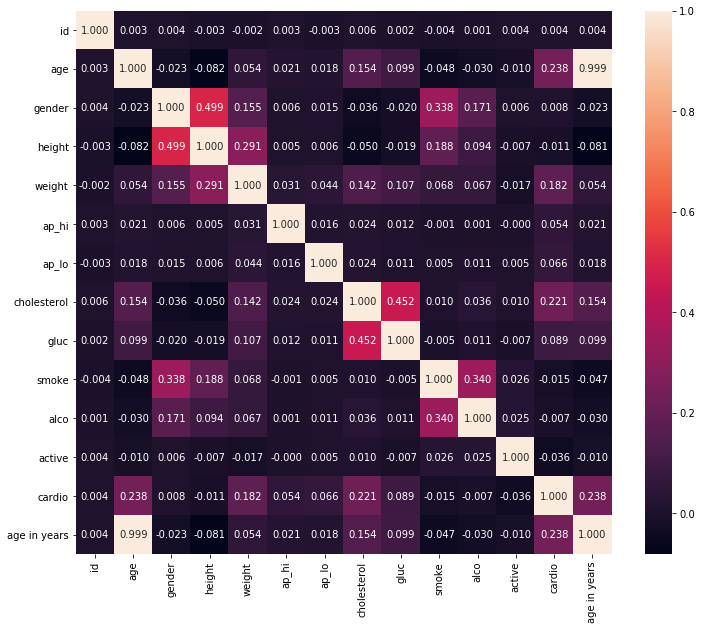 id 1.000 0.003 0.004 -0.003 -0.002 0.003 -0.003 0.006 0.002 -0.004 0.001 0.004 0.004 0.004
age 0.003 1.000 -0.023 -0.082 0.054 0.021 0.018 0.154 0.099 -0.048 -0.030 -0.010 0.238 0.999
gender 0.004 -0.023 1.000 0.499 0.155 0.006 0.015 -0.036 -0.020 0.338 0.171 0.006 0.008 -0.023
height -0.003 -0.082 0.499 1.000 0.291 0.005 0.006 -0.050 -0.019 0.188 0.094 -0.007 -0.011 -0.081
weight -0.002 0.054 0.155 0.291 1.000 0.031 0.044 0.142 0.107 0.068 0.067 -0.017 0.182 0.054
ap_hi 0.003 0.021 0.006 0.005 0.031 1.000 0.016 0.024 0.012 -0.001 0.001 -0.000 0.054 0.021
ap_lo -0.003 0.018 0.015 0.006 0.044 0.016 1.000 0.024 0.011 0.005 0.011 0.005 0.066 0.018
cholesterol 0.006 0.154 -0.036 -0.050 0.142 0.024 0.024 1.000 0.452 0.010 0.036 0.010 0.221 0.154
gluc 0.002 0.099 -0.020 -0.019 0.107 0.012 0.011 0.452 1.000 -0.005 0.011 -0.007 0.089 0.099
smoke -0.004 -0.048 0.338 0.188 0.068 -0.001 0.005 0.010 -0.005 1.000 0.340 0.026 -0.015 -0.047
alco 0.001 -0.030 0.171 0.094 0.067 0.001 0.011 0.036 0.011 0.340 1.000 0.025 -0.007 -0.030
active 0.004 -0.010 0.006 -0.007 -0.017 -0.000 0.005 0.010 -0.007 0.026 0.025 1.000 -0.036 -0.010
cardio 0.004 0.238 0.008 -0.011 0.182 0.054 0.066 0.221 0.089 -0.015 -0.007 -0.036 1.000 0.238
age in years 0.004 0.999 -0.023 -0.081 0.054 0.021 0.018 0.154 0.099 -0.047 -0.030 -0.010 0.238 1.000
id age gender height weight ap_hi ap_lo cholesterol gluc smoke alco active cardio age in years
1.0
0.8
0.6
0.4
0.2
0.0